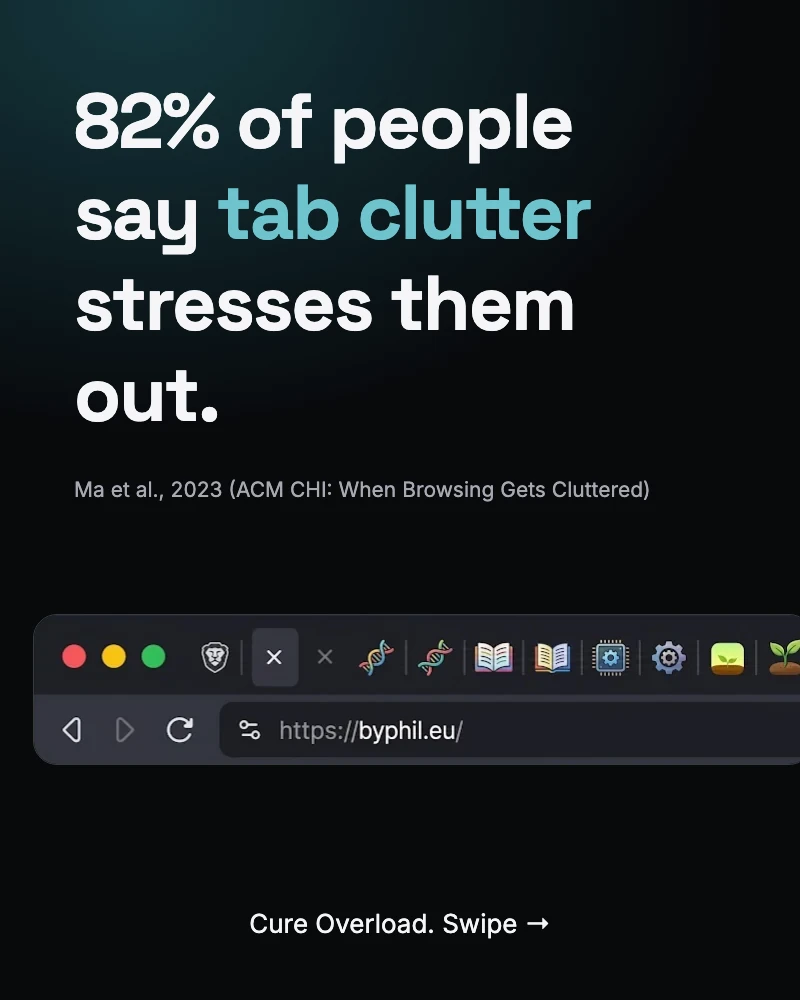 82% of people
say tab clutter
stresses them
out.
Ma et al., 2023 (ACM CHI: When Browsing Gets Cluttered)
https://byphil.eu/
Cure Overload. Swipe →